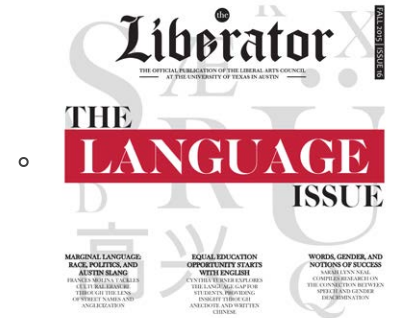 the
Liberator
THE OFFICIAL PUBLICATION OF THE LIBERAL ARTS COUNCIL
AT THE UNIVERSITY OF TEXAS IN AUSTIN
FALL 2015 | ISSUE 16
THE
LANGUAGE
ISSUE
高兴
MARGINAL LANGUAGE:
RACE, POLITICS, AND
AUSTIN SLANG
FRANCES MOLINA TACKLES
CULTURAL ERASURE
THROUGH THE LENS
OF STREET NAMES AND
ANGLICIZATION
EQUAL EDUCATION
OPPORTUNITY STARTS
WITH ENGLISH
CYNTHIA TURNER EXPLORES
THE LANGUAGE GAP FOR
STUDENTS, PROVIDING
INSIGHT THROUGH
ANECDOTE AND WRITTEN
CHINESE
WORDS, GENDER, AND
NOTIONS OF SUCCESS
SARAH LYNN NEAL
COMPILES RESEARCH ON
THE CONNECTION BETWEEN
SPEECH AND GENDER
DISCRIMINATION